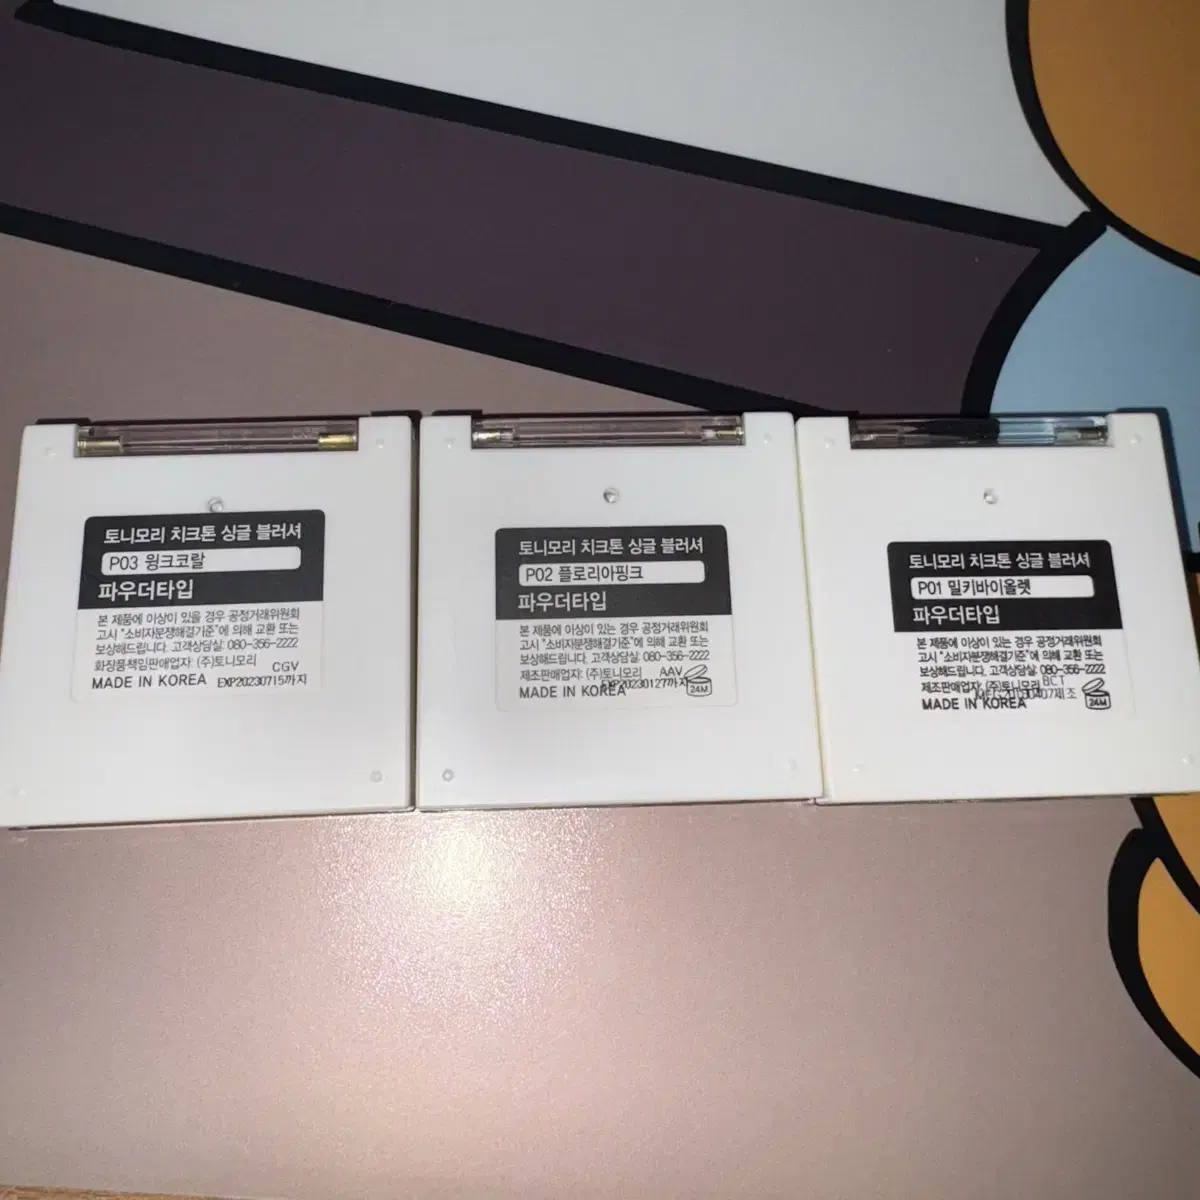 토니모리 치크톤 싱글 블러셔
P03 윙크코랄
파우더타입
본 제품에 이상이 있을 경우 공정거래위원회
고시 "소비자분쟁해결기준"에 의해 교환 또는
보상해드립니다. 고객상담실: 080-356-2222
화장품책임판매업자: (주)토니모리 CGV
MADE IN KOREA EXP20230715까지
토니모리 치크톤 싱글 블러셔
P02 플로리아핑크
파우더타입
본 제품에 이상이 있는 경우 공정거래위원회
고시 "소비자분쟁해결기준"에 의해 교환 또는
보상해드립니다. 고객상담실: 080-356-2222
제조판매업자: (주)토니모리 AAV
MADE IN KOREA EXP20230127까지
24M
토니모리 치크톤 싱글 블러셔
P01 밀키바이올렛
파우더타입
본 제품에 이상이 있는 경우 공정거래위원회
고시 "소비자분쟁해결기준"에 의해 교환 또는
보상해드립니다. 고객상담실: 080-356-2222
제조판매업자: (주)토니모리 BCT
MADE IN KOREA 제조
24M